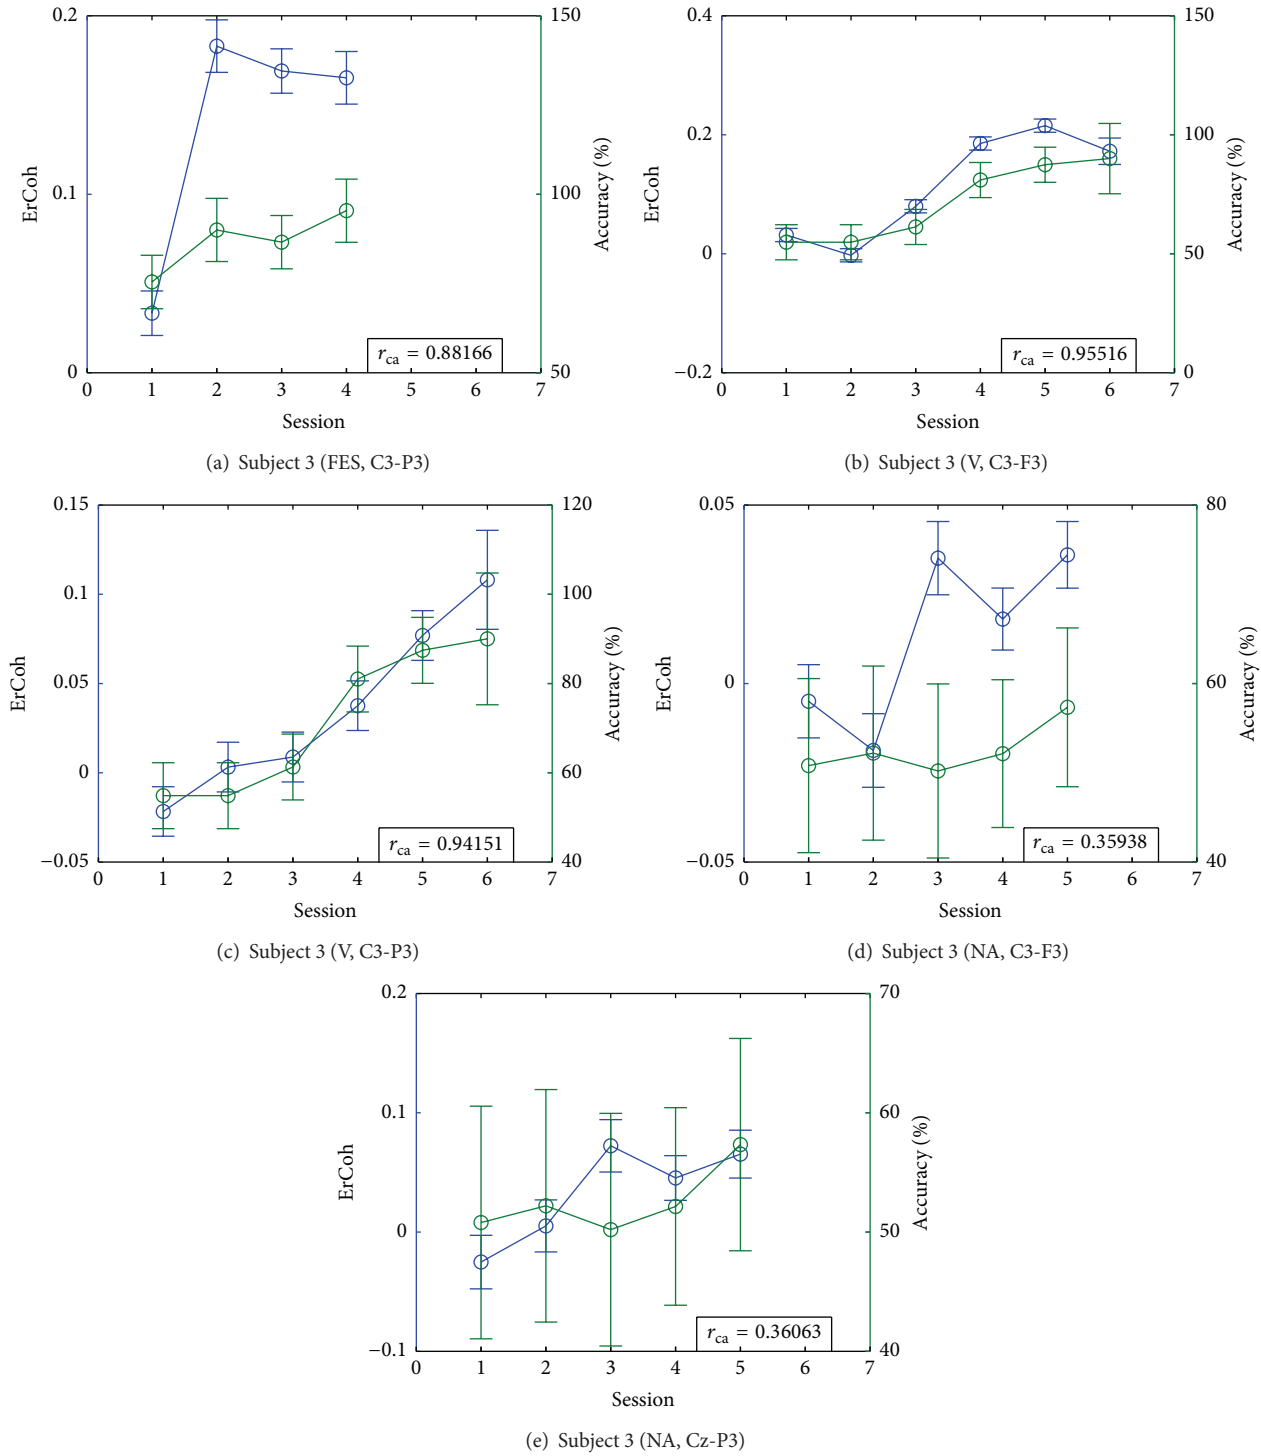 0.2
0.1
0
ErCoh
150
100
50
Accuracy (%)
r_ca = 0.88166
0 1 2 3 4 5 6 7
Session
(a) Subject 3 (FES, C3-P3)
0.4
0.2
0
−0.2
ErCoh
150
100
50
0
Accuracy (%)
r_ca = 0.95516
0 1 2 3 4 5 6 7
Session
(b) Subject 3 (V, C3-F3)
0.15
0.1
0.05
0
−0.05
ErCoh
120
100
80
60
40
Accuracy (%)
r_ca = 0.94151
0 1 2 3 4 5 6 7
Session
(c) Subject 3 (V, C3-P3)
0.05
0
−0.05
ErCoh
80
60
40
Accuracy (%)
r_ca = 0.35938
0 1 2 3 4 5 6 7
Session
(d) Subject 3 (NA, C3-F3)
0.2
0.1
0
−0.1
ErCoh
70
60
50
40
Accuracy (%)
r_ca = 0.36063
0 1 2 3 4 5 6 7
Session
(e) Subject 3 (NA, Cz-P3)